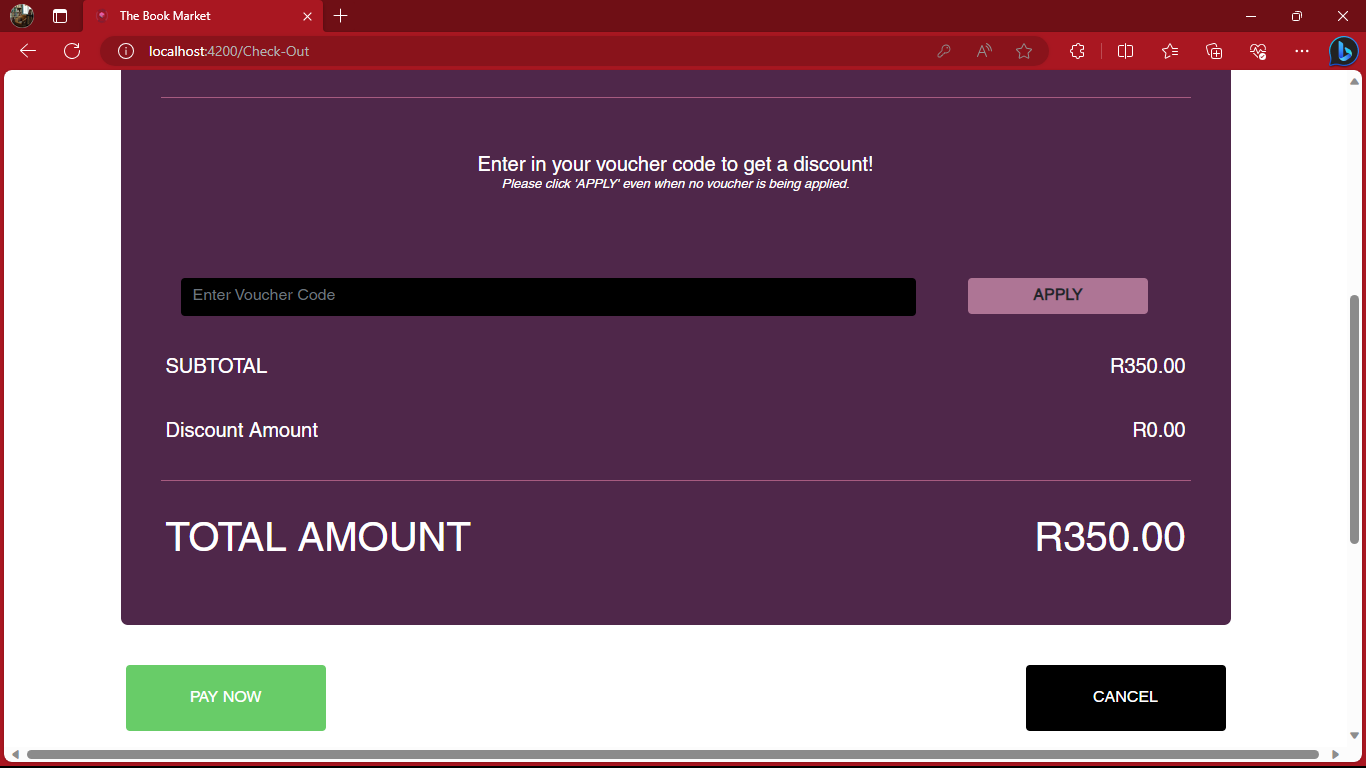 The Book Market
localhost:4200/Check-Out
Enter in your voucher code to get a discount!
Please click 'APPLY' even when no voucher is being applied.
Enter Voucher Code
APPLY
SUBTOTAL R350.00
Discount Amount R0.00
TOTAL AMOUNT R350.00
PAY NOW CANCEL